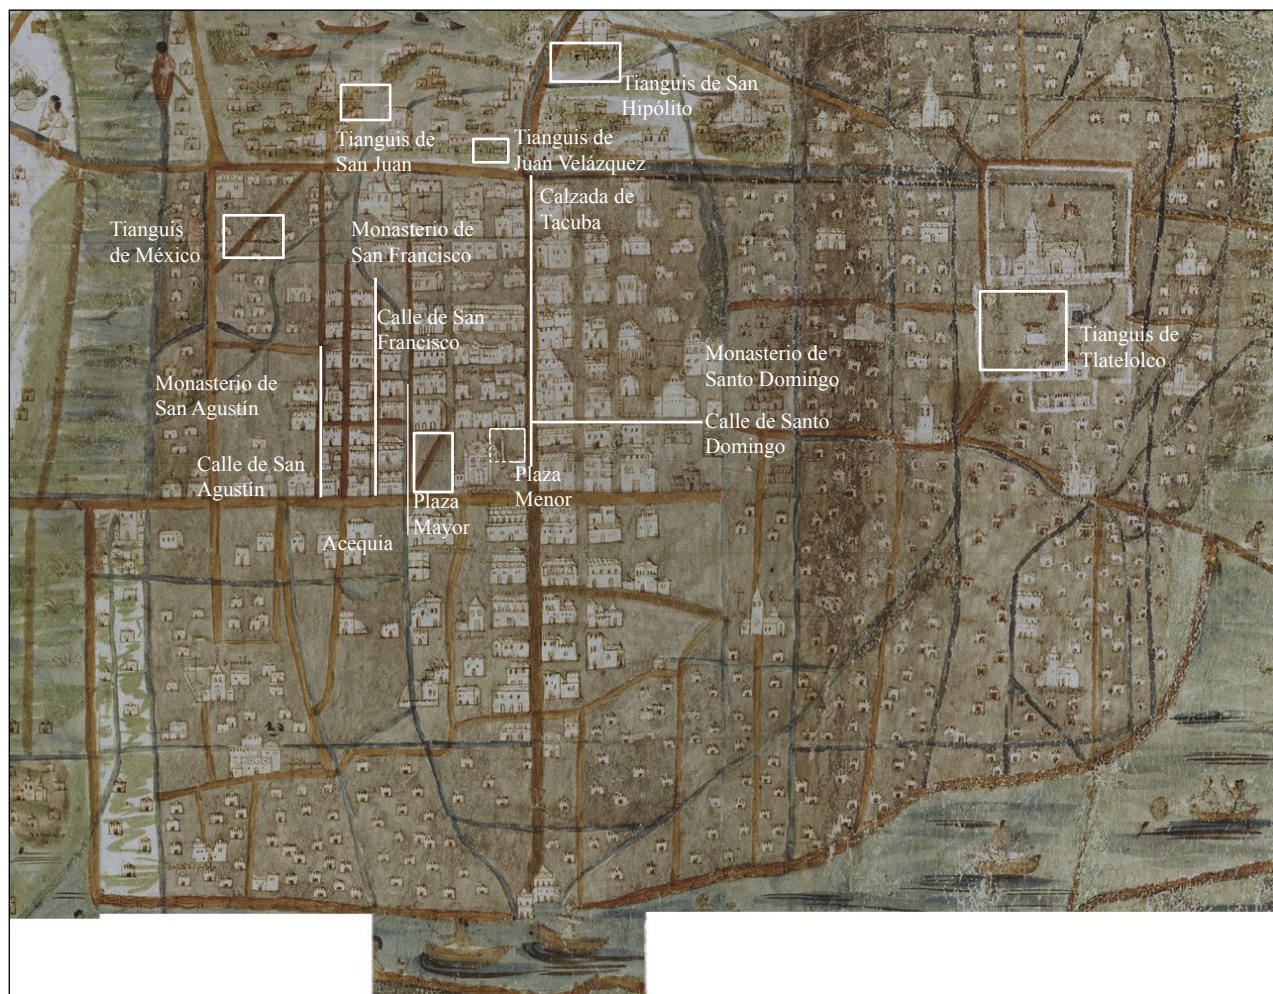 Tianguis de San
Hipólito
Tianguis de
San Juan
Tianguis de
Juan Velázquez
Calzada de
Tacuba
Tianguis
de México
Monasterio de
San Francisco
Calle de San
Francisco
Tianguis de
Tlatelolco
Monasterio de
Santo Domingo
Monasterio de
San Agustín
Calle de Santo
Domingo
Calle de San
Agustín
Plaza
Menor
Plaza
Mayor
Acequia